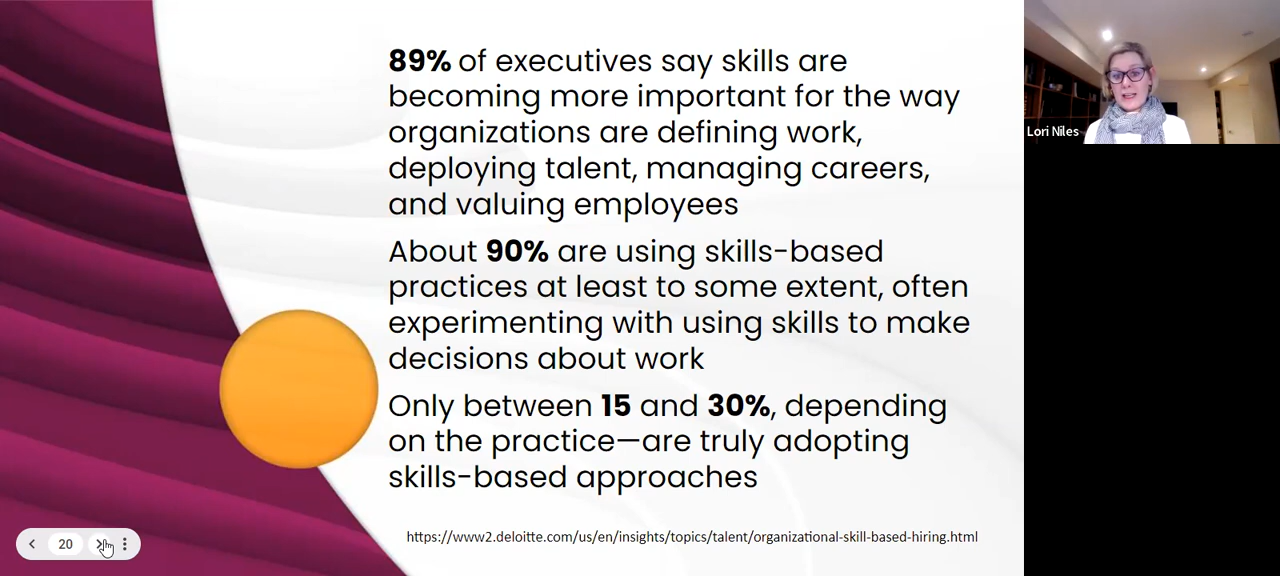 89% of executives say skills are
becoming more important for the way
organizations are defining work,
deploying talent, managing careers,
and valuing employees
About 90% are using skills-based
practices at least to some extent, often
experimenting with using skills to make
decisions about work
Only between 15 and 30%, depending
on the practice—are truly adopting
skills-based approaches
https://www2.deloitte.com/us/en/insights/topics/talent/organizational-skill-based-hiring.html
20
Lori Niles